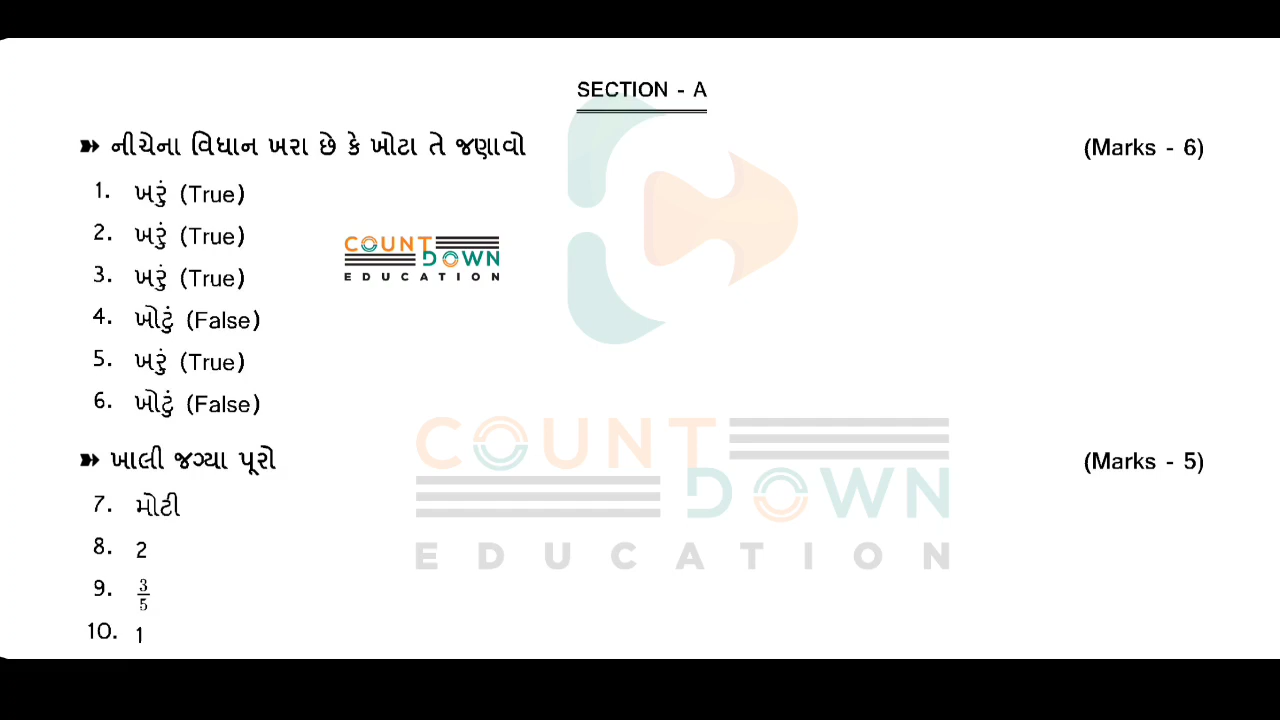 SECTION - A
નીચેના વિધાન ખરા છે કે ખોટા તે જણાવો (Marks - 6)
1. ખરું (True)
2. ખરું (True)
3. ખરું (True)
4. ખોટું (False)
5. ખરું (True)
6. ખોટું (False)
COUNT
DOWN
EDUCATION
ખાલી જગ્યા પૂરો (Marks - 5)
7. મોટી
8. 2
9. 3/5
10. 1
COUNT
DOWN
EDUCATION